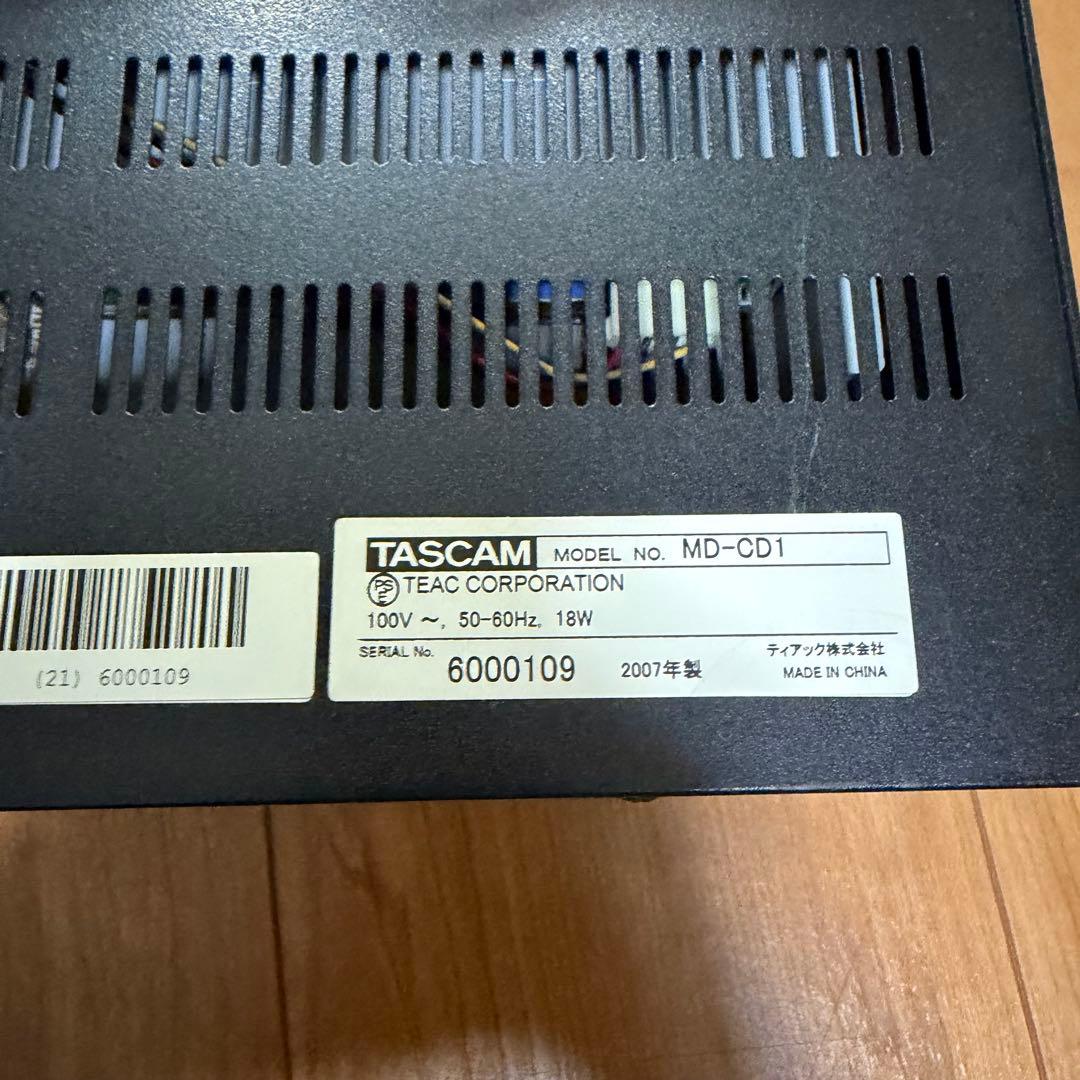 TASCAM MODEL NO. MD-CD1
PSE TEAC CORPORATION
100V ～, 50-60Hz, 18W
SERIAL No. 6000109 2007年製
ティアック株式会社
MADE IN CHINA
(21) 6000109